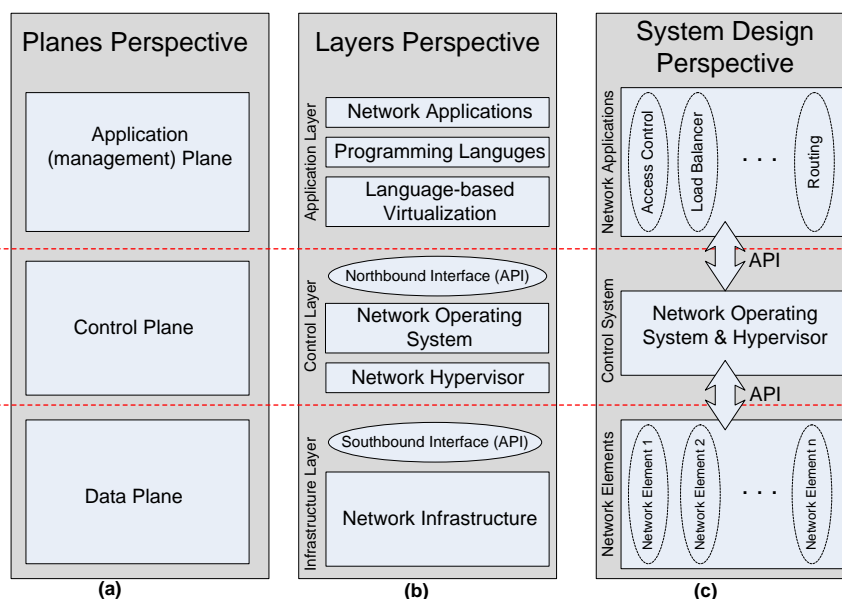 Planes Perspective
Application
(management) Plane
Control Plane
Data Plane
(a)
Layers Perspective
Application Layer
Network Applications
Programming Languges
Language-based
Virtualization
Control Layer
Northbound Interface (API)
Network Operating
System
Network Hypervisor
Infrastructure Layer
Southbound Interface (API)
Network Infrastructure
(b)
System Design
Perspective
Network Applications
Access Control
Load Balancer
. . .
Routing
API
Control System
Network Operating
System & Hypervisor
API
Network Elements
Network Element 1
Network Element 2
. . .
Network Element n
(c)